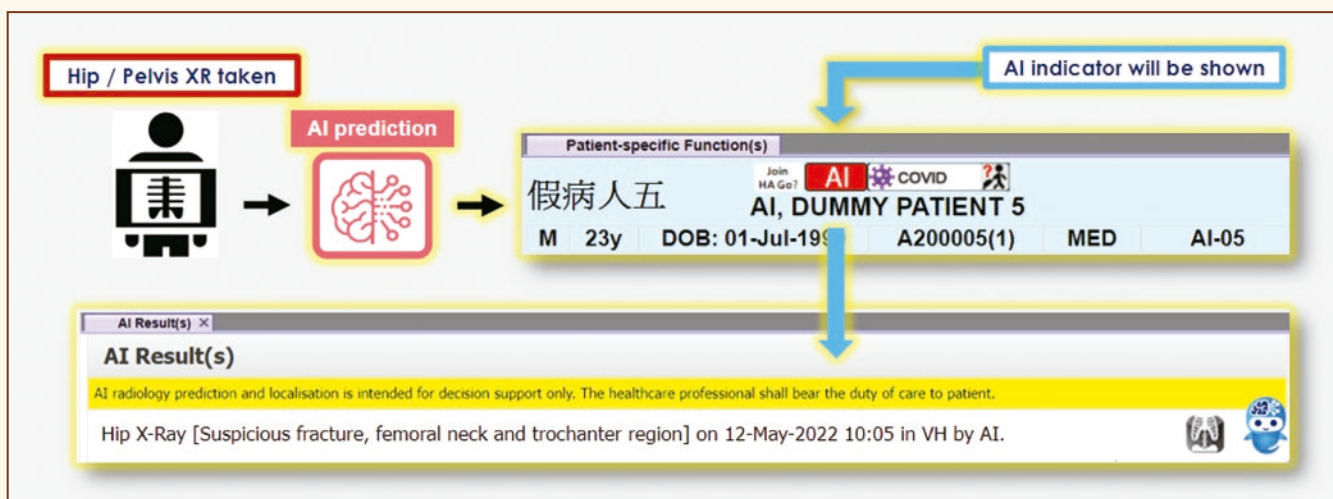 Hip / Pelvis XR taken
AI indicator will be shown
AI prediction
Patient-specific Function(s)
Join
HA Go?
AI
COVID
?
假病人五
AI, DUMMY PATIENT 5
M 23y DOB: 01-Jul-199 A200005(1) MED AI-05
AI Result(s) ×
AI Result(s)
AI radiology prediction and localisation is intended for decision support only. The healthcare professional shall bear the duty of care to patient.
Hip X-Ray [Suspicious fracture, femoral neck and trochanter region] on 12-May-2022 10:05 in VH by AI.